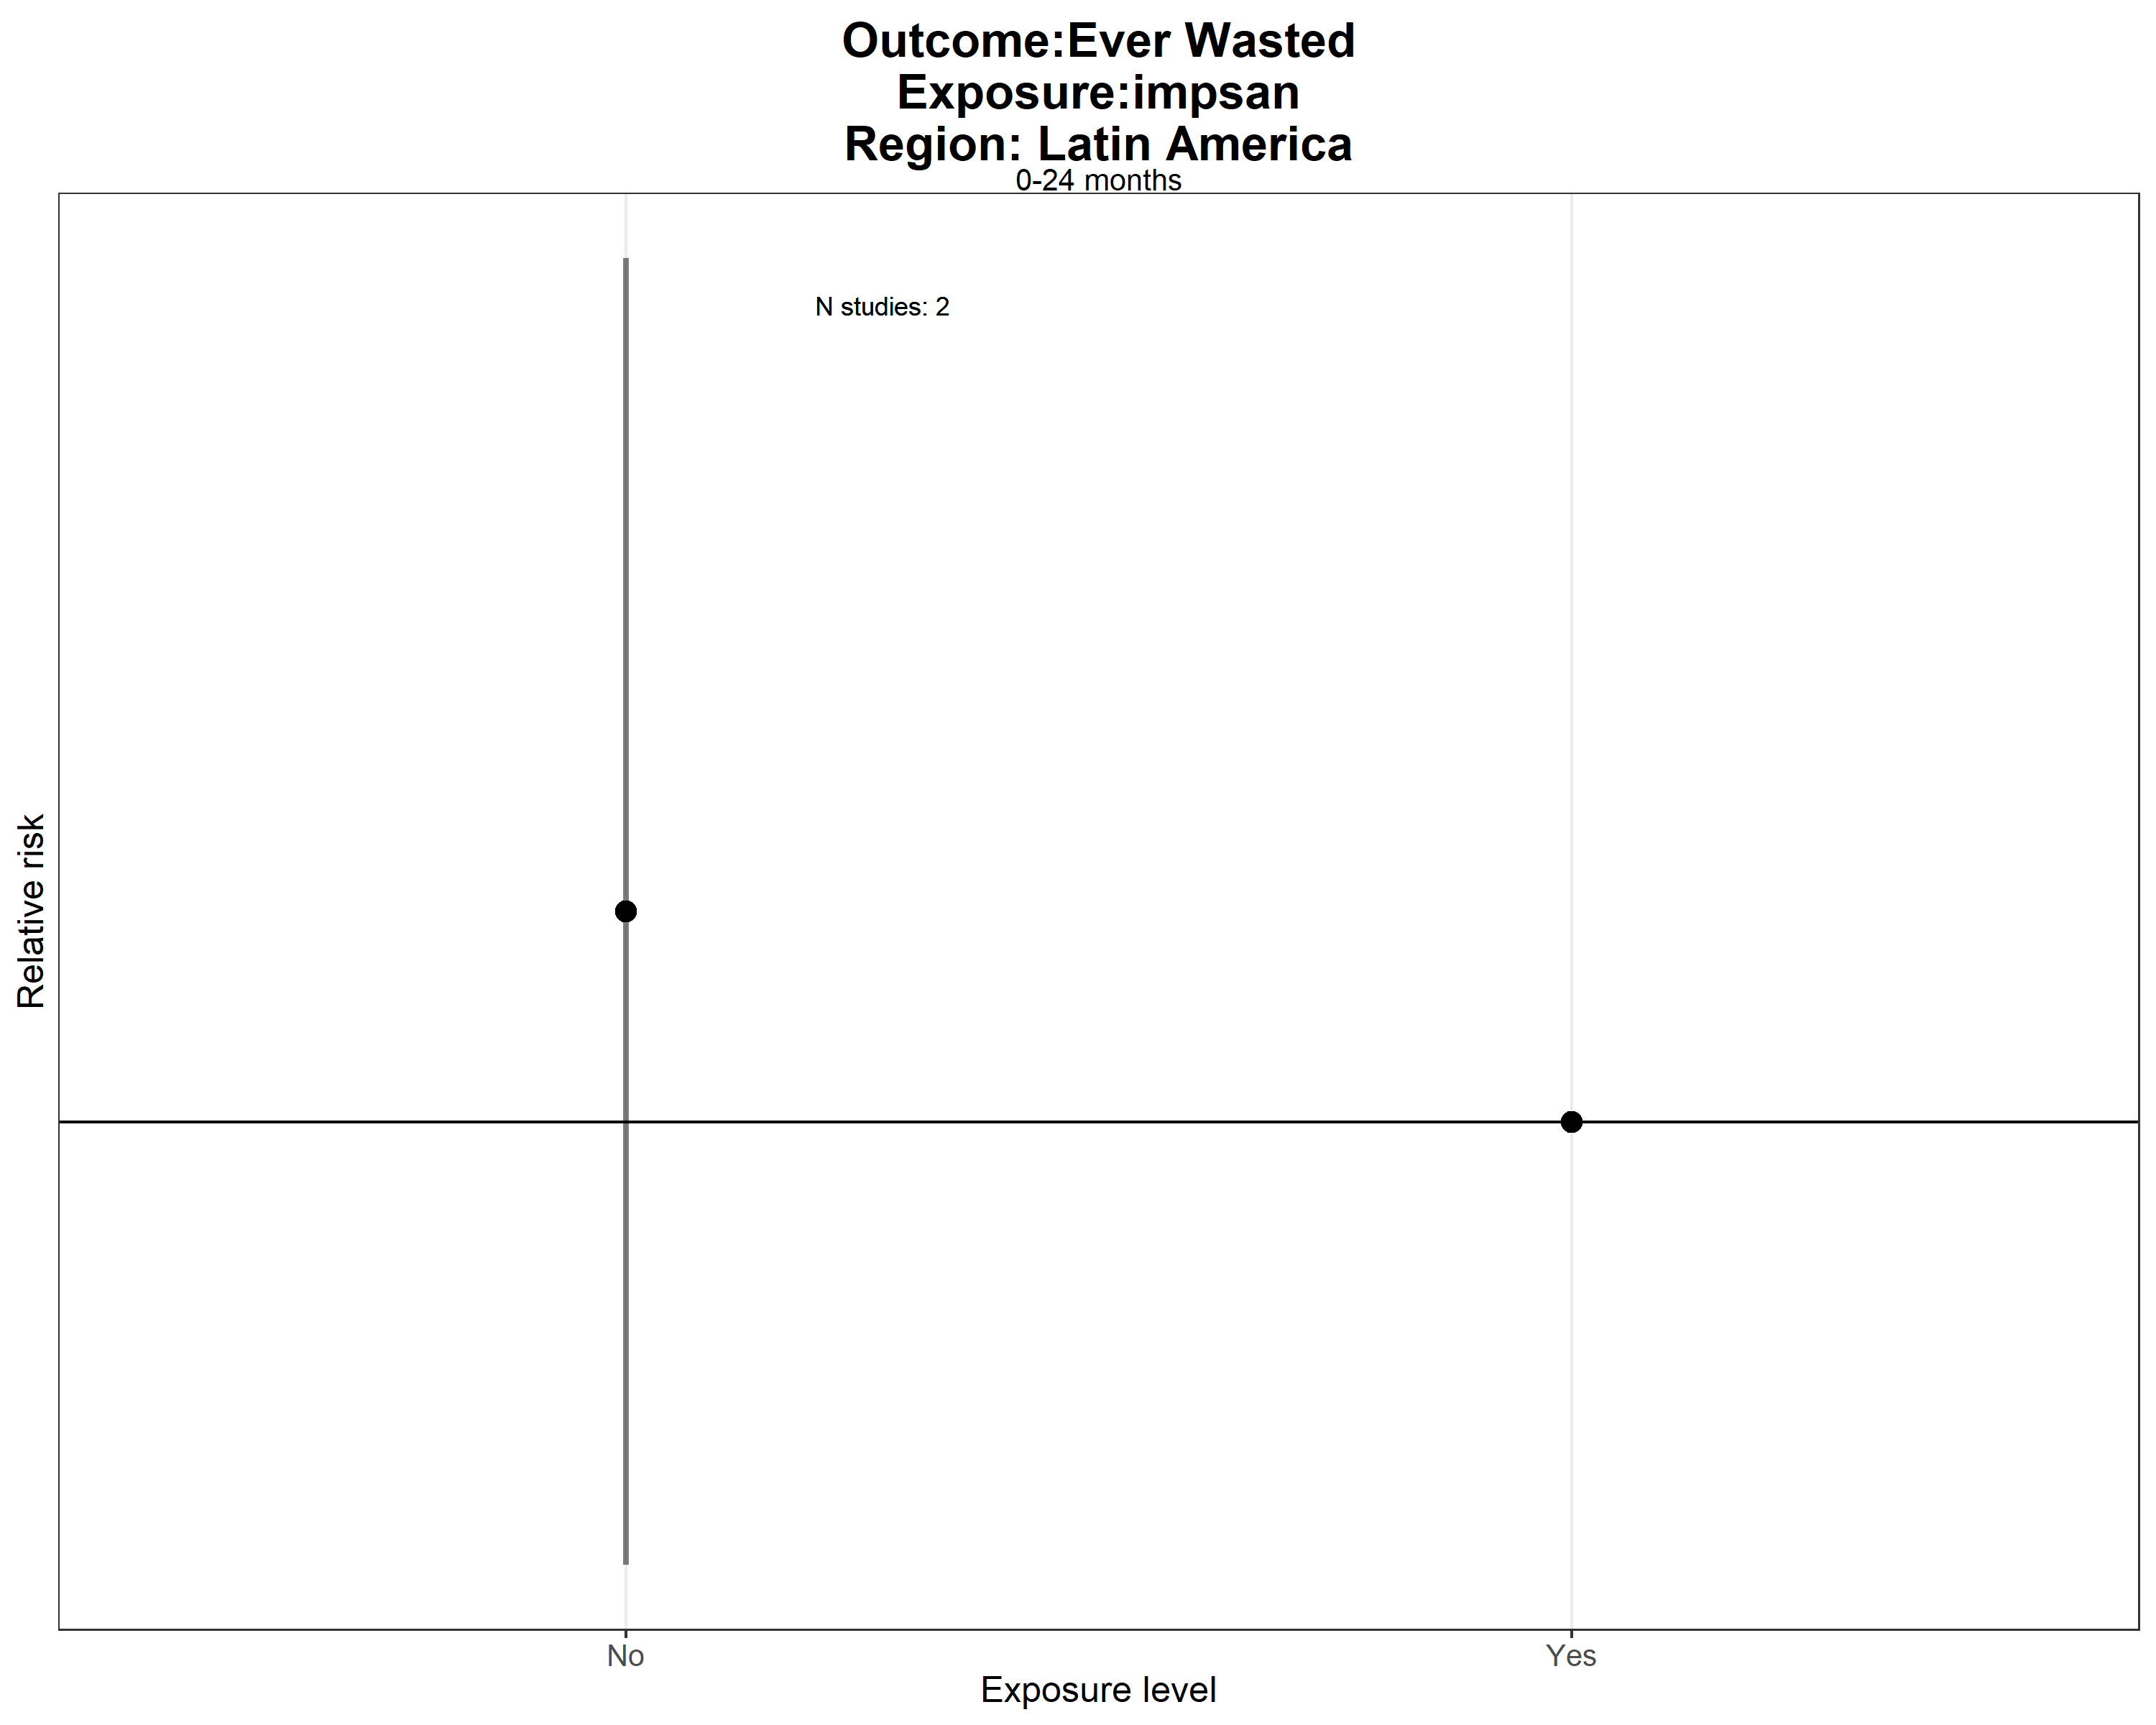 Outcome:Ever Wasted
Exposure:impsan
Region: Latin America
0-24 months
N studies: 2
Relative risk
No
Yes
Exposure level